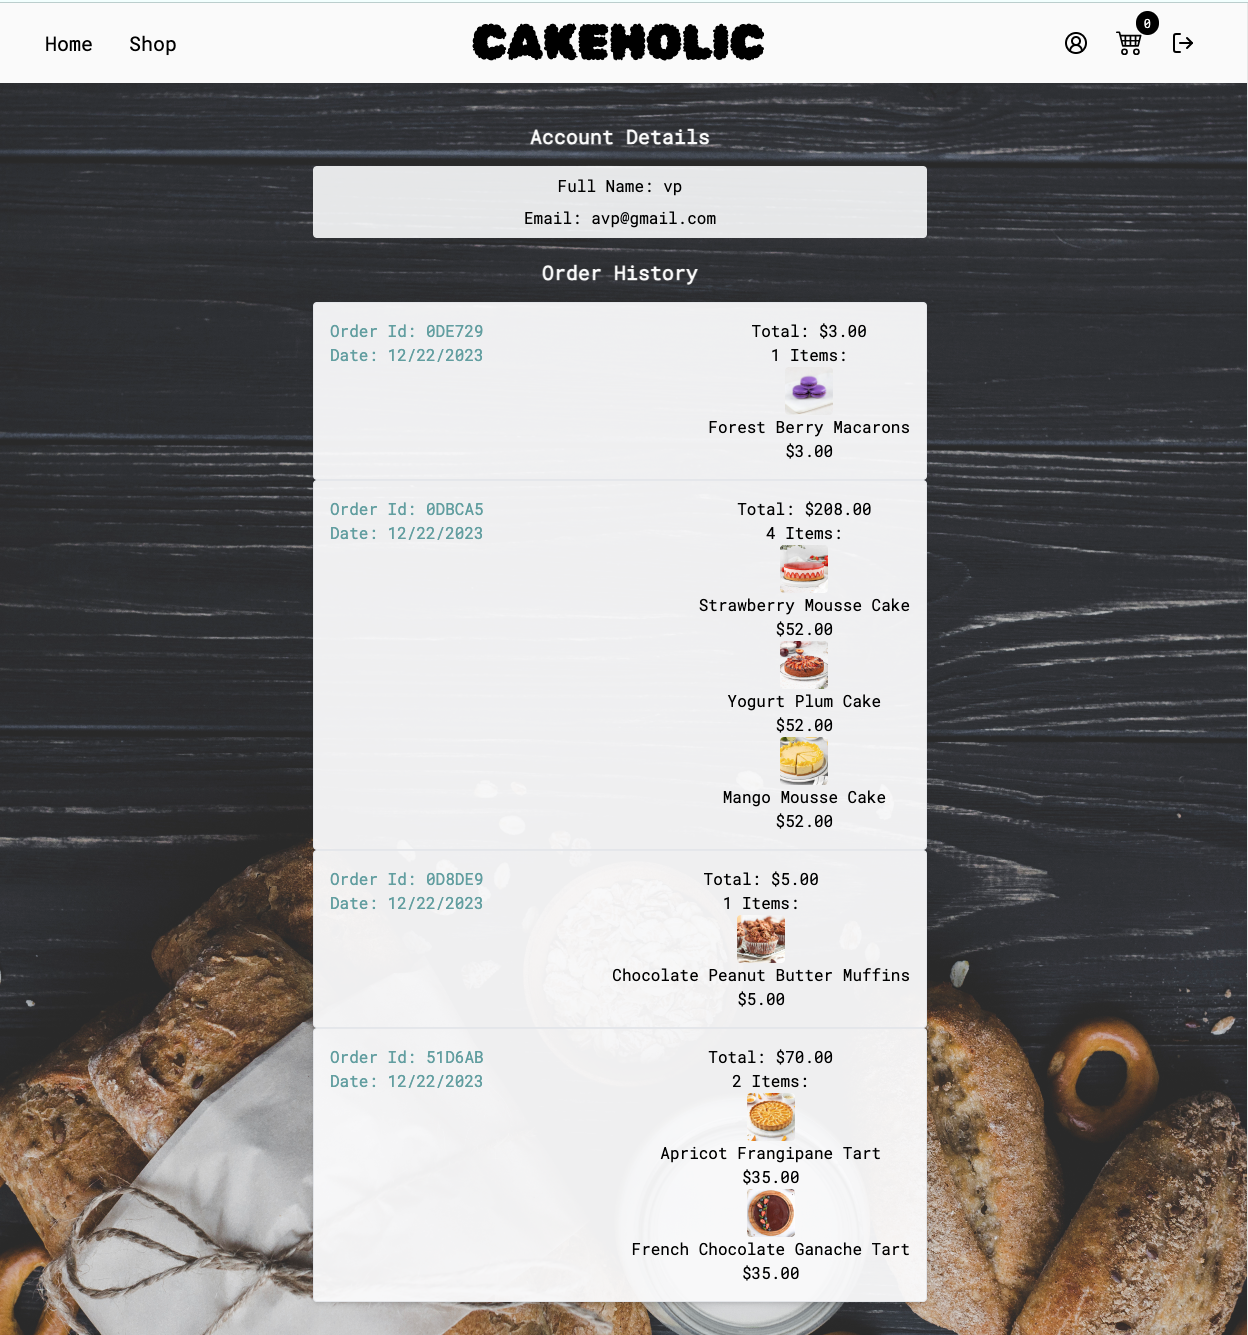 Home
Shop
CAKEHOLIC
0
Account Details
Full Name: vp
Email: avp@gmail.com
Order History
Order Id: 0DE729
Date: 12/22/2023
Total: $3.00
1 Items:
Forest Berry Macarons
$3.00
Order Id: 0DBCA5
Date: 12/22/2023
Total: $208.00
4 Items:
Strawberry Mousse Cake
$52.00
Yogurt Plum Cake
$52.00
Mango Mousse Cake
$52.00
Order Id: 0D8DE9
Date: 12/22/2023
Total: $5.00
1 Items:
Chocolate Peanut Butter Muffins
$5.00
Order Id: 51D6AB
Date: 12/22/2023
Total: $70.00
2 Items:
Apricot Frangipane Tart
$35.00
French Chocolate Ganache Tart
$35.00